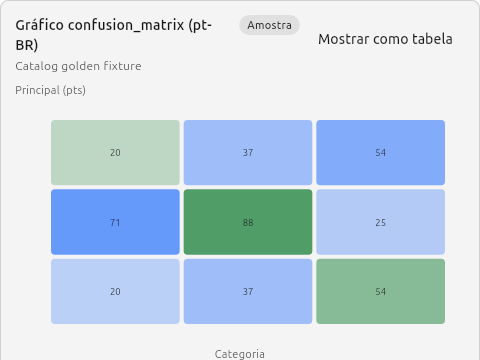 Gráfico confusion_matrix (pt-
BR)
Amostra
Mostrar como tabela
Catalog golden fixture
Principal (pts)
20 37 54
71 88 25
20 37 54
Categoria